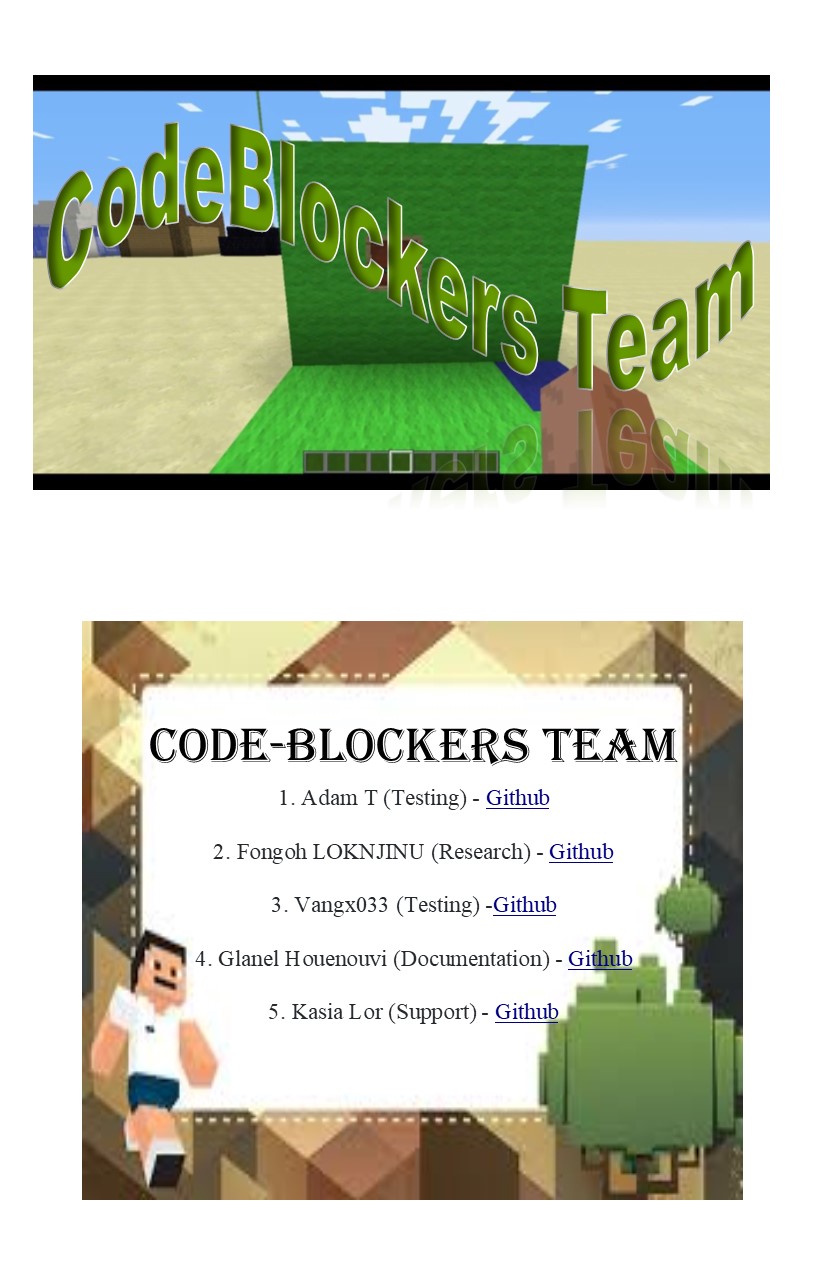 CodeBlockers Team
CODE-BLOCKERS TEAM
1. Adam T (Testing) - Github
2. Fongoh LOKNJINU (Research) - Github
3. Vangx033 (Testing) -Github
4. Glanel Houenouvi (Documentation) - Github
5. Kasia Lor (Support) - Github